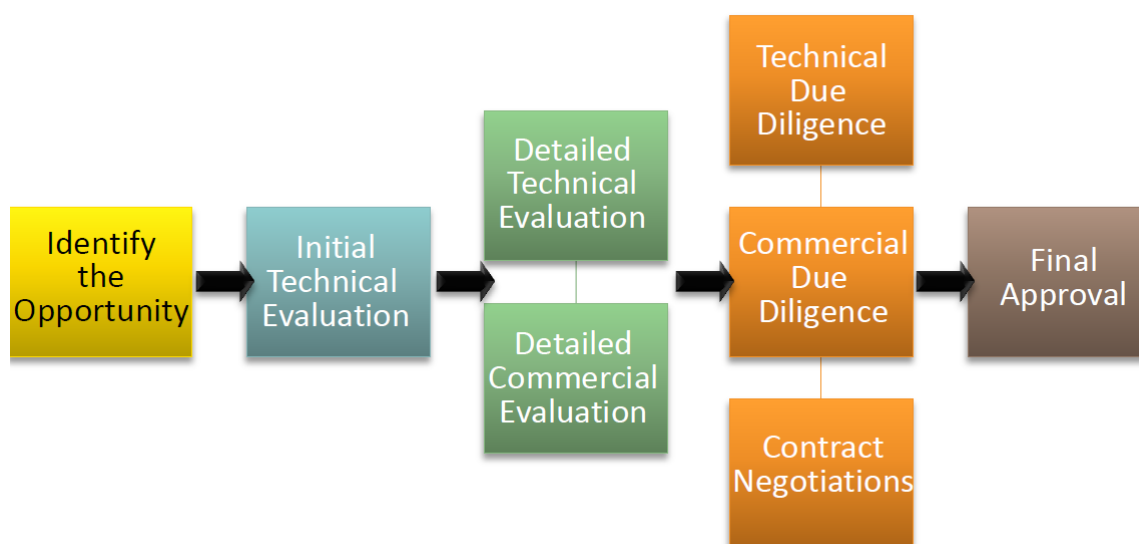 Identify
the
Opportunity
Initial
Technical
Evaluation
Detailed
Technical
Evaluation
Detailed
Commercial
Evaluation
Technical
Due
Diligence
Commercial
Due
Diligence
Contract
Negotiations
Final
Approval